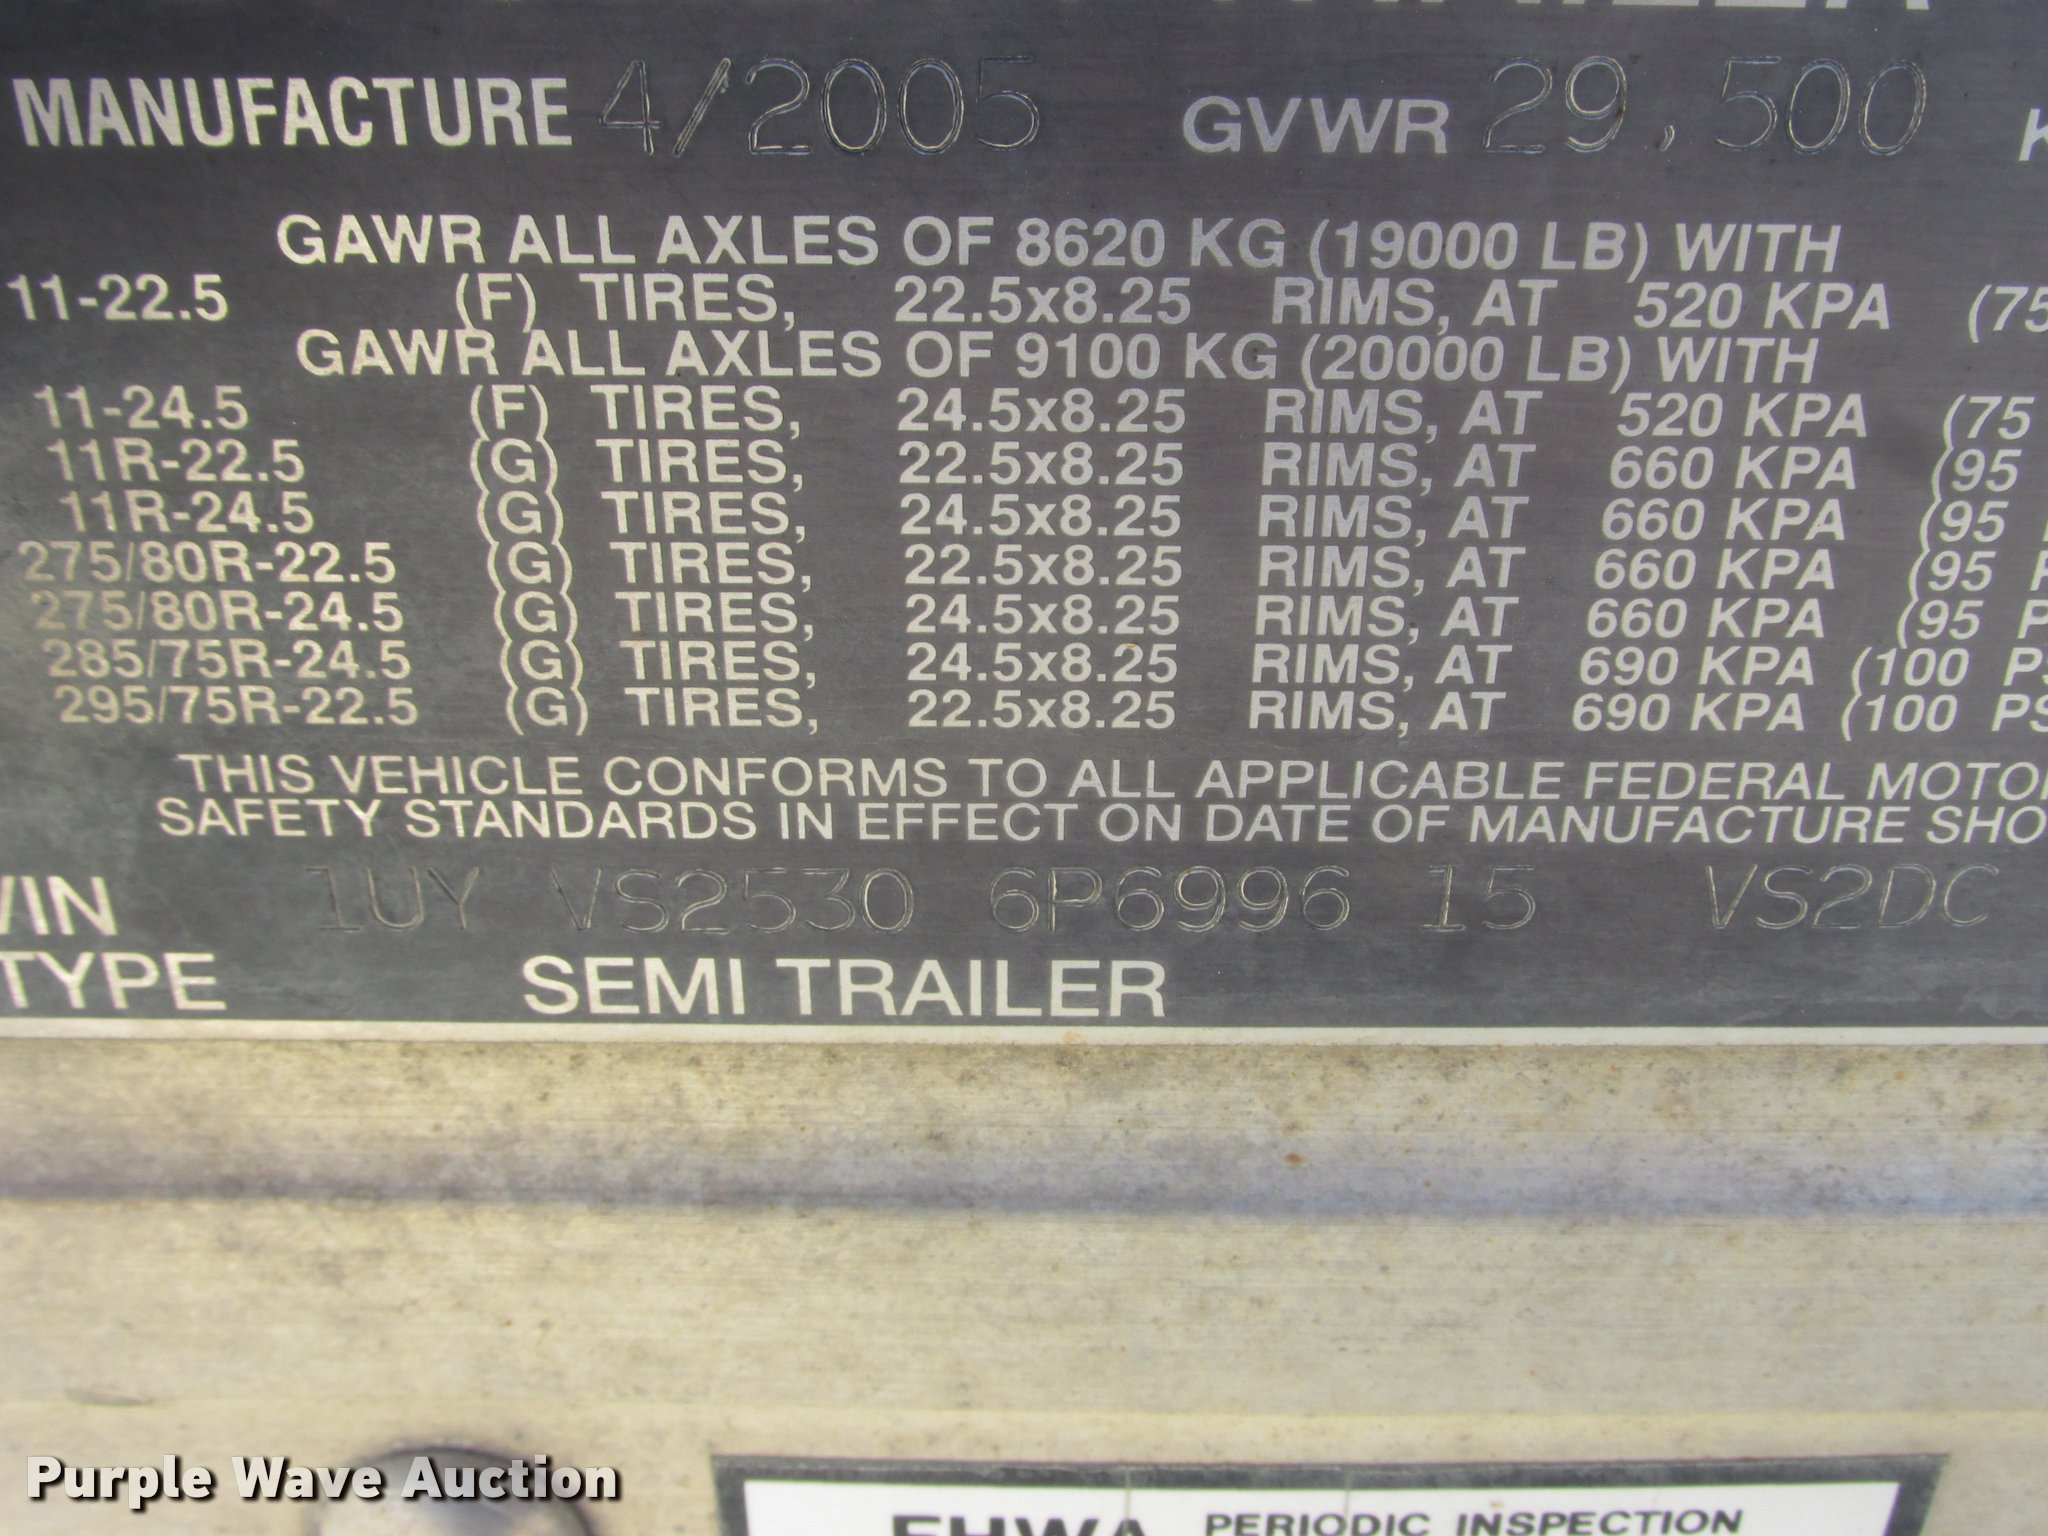 MANUFACTURE 4/2005 GVWR 29,500 K
GAWR ALL AXLES OF 8620 KG (19000 LB) WITH
11-22.5 (F) TIRES, 22.5x8.25 RIMS, AT 520 KPA (75
GAWR ALL AXLES OF 9100 KG (20000 LB) WITH
11-24.5 (F) TIRES, 24.5x8.25 RIMS, AT 520 KPA (75
11R-22.5 (G) TIRES, 22.5x8.25 RIMS, AT 660 KPA (95
11R-24.5 (G) TIRES, 24.5x8.25 RIMS, AT 660 KPA (95
275/80R-22.5 (G) TIRES, 22.5x8.25 RIMS, AT 660 KPA (95 P
275/80R-24.5 (G) TIRES, 24.5x8.25 RIMS, AT 660 KPA (95 P
285/75R-24.5 (G) TIRES, 24.5x8.25 RIMS, AT 690 KPA (100 PS
295/75R-22.5 (G) TIRES, 22.5x8.25 RIMS, AT 690 KPA (100 PS
THIS VEHICLE CONFORMS TO ALL APPLICABLE FEDERAL MOTOR
SAFETY STANDARDS IN EFFECT ON DATE OF MANUFACTURE SHO
VIN 1UY VS2530 6P6996 15 VS2DC
TYPE SEMI TRAILER
FHWA PERIODIC INSPECTION
Purple Wave Auction